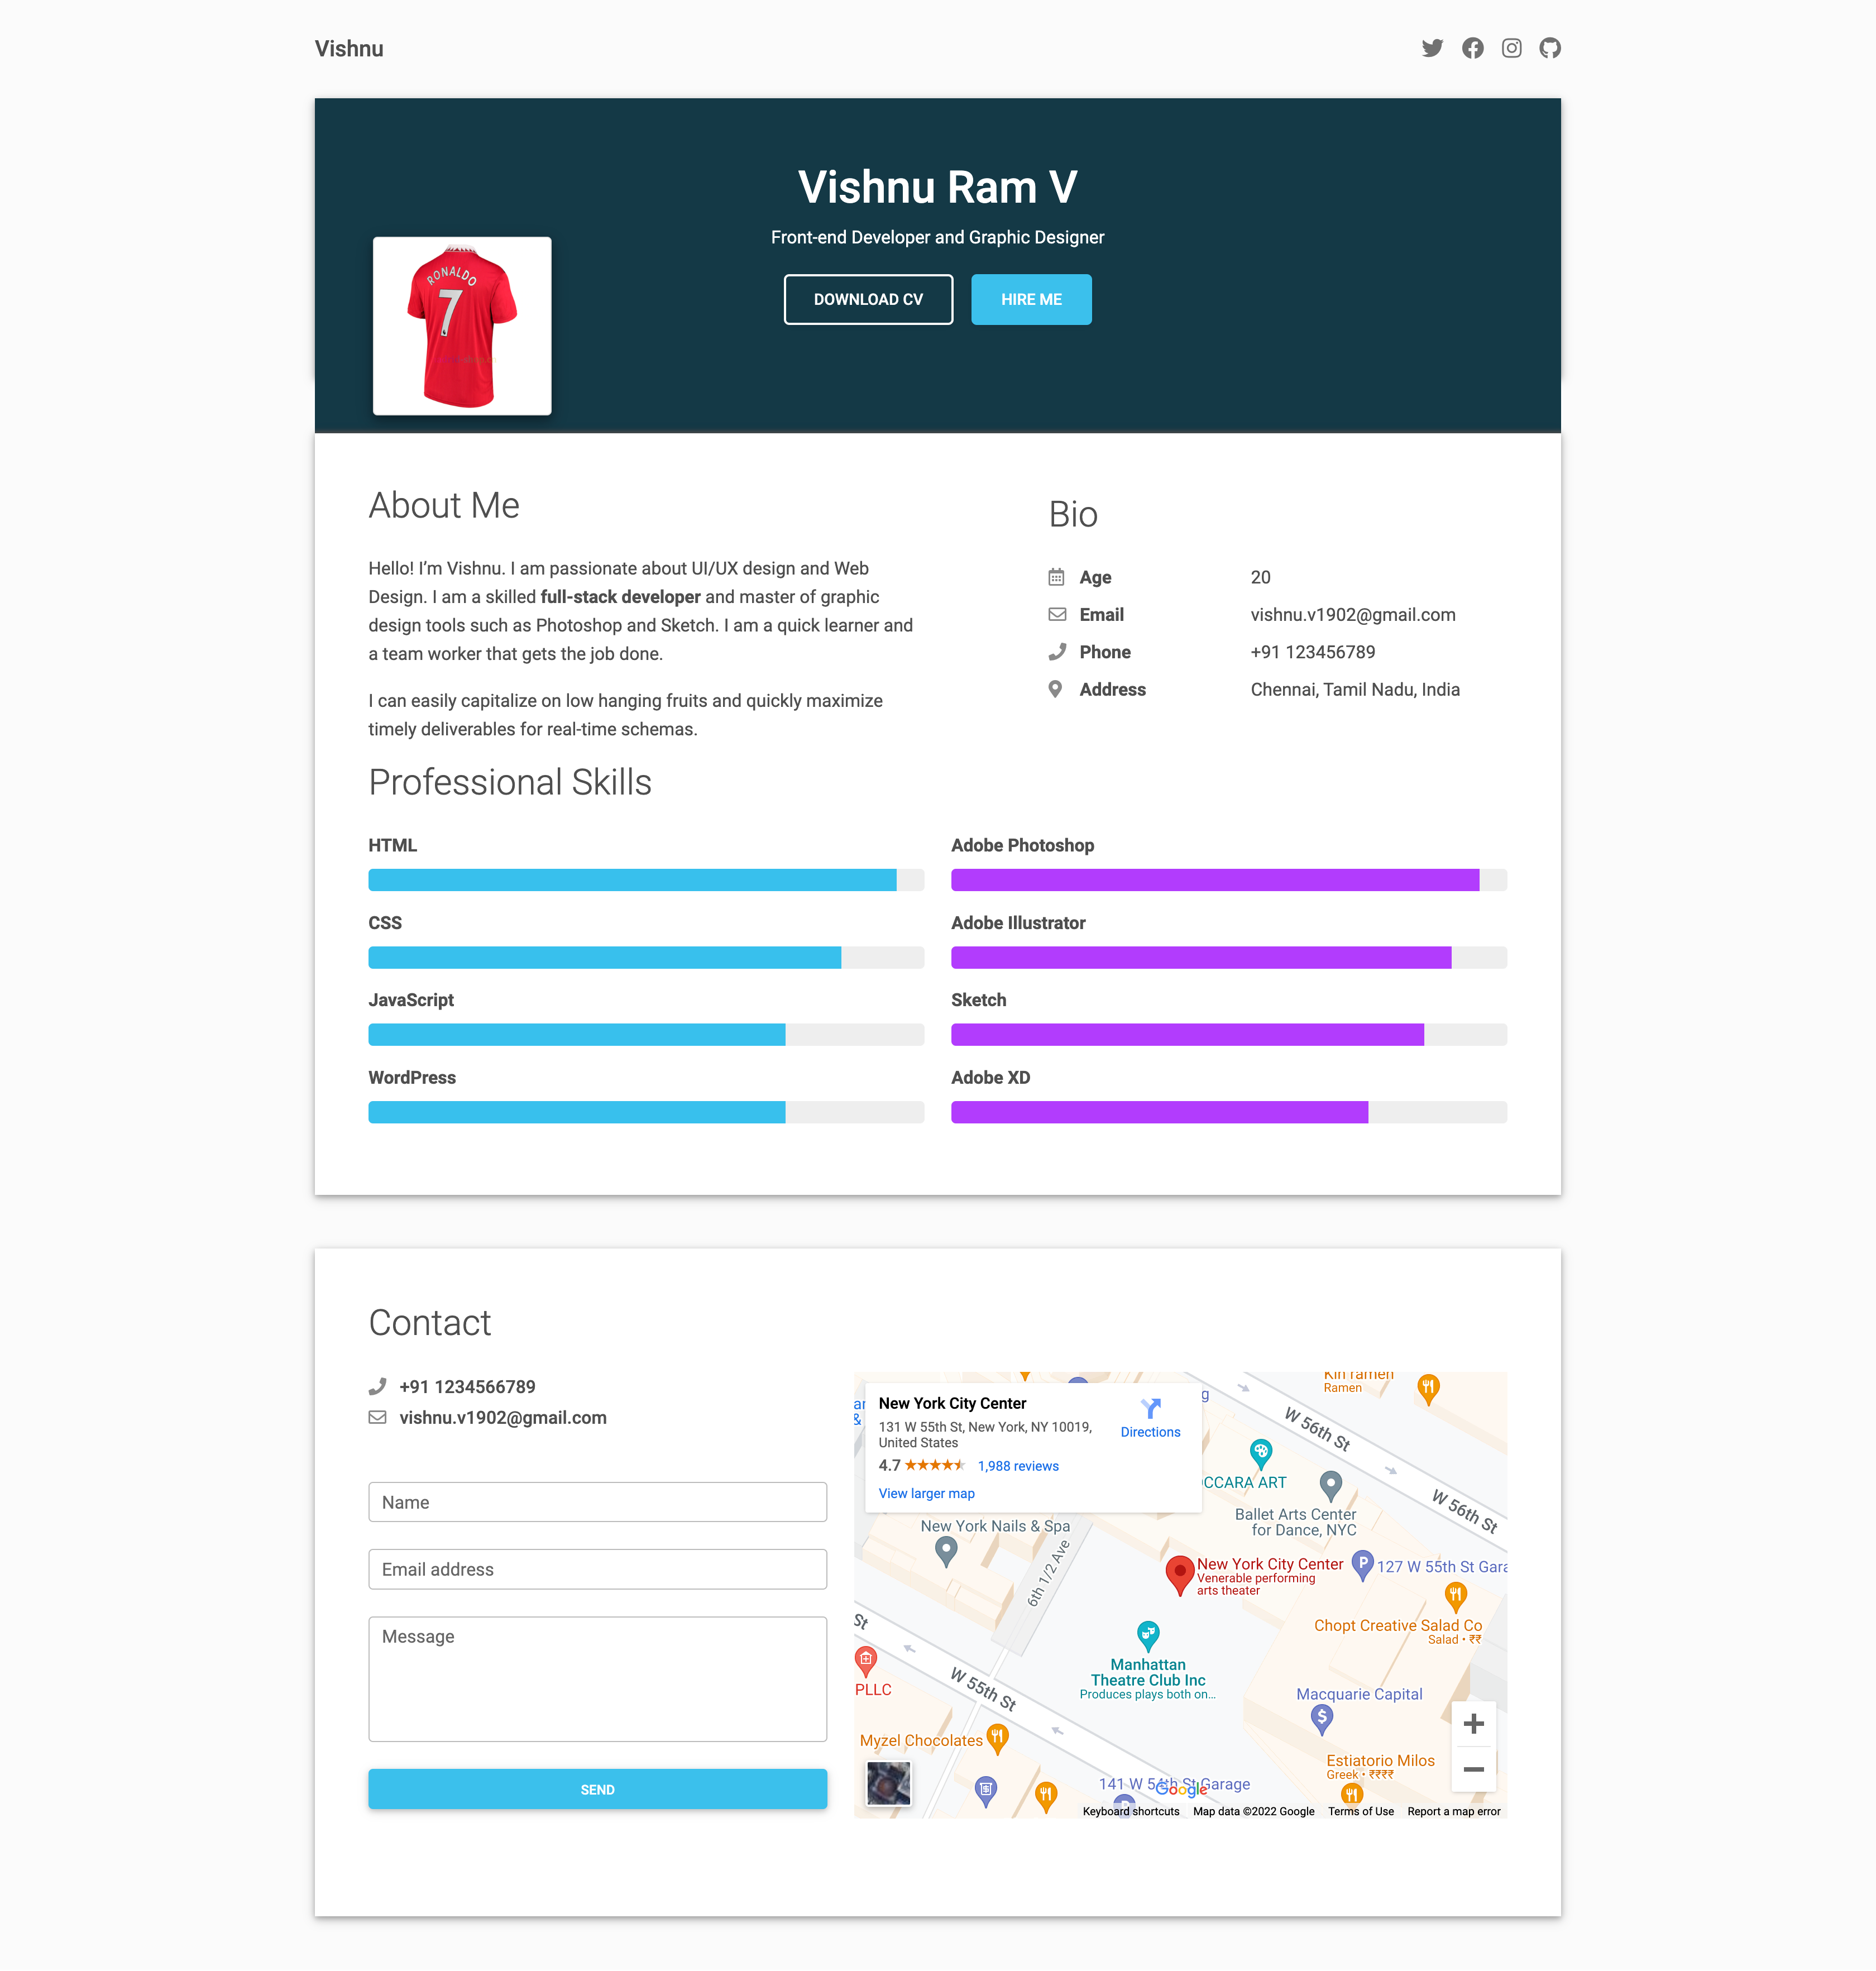 Vishnu
Vishnu Ram V
Front-end Developer and Graphic Designer
DOWNLOAD CV
HIRE ME
RONALDO
7
About Me
Hello! I’m Vishnu. I am passionate about UI/UX design and Web
Design. I am a skilled full-stack developer and master of graphic
design tools such as Photoshop and Sketch. I am a quick learner and
a team worker that gets the job done.
I can easily capitalize on low hanging fruits and quickly maximize
timely deliverables for real-time schemas.
Bio
Age 20
Email vishnu.v1902@gmail.com
Phone +91 123456789
Address Chennai, Tamil Nadu, India
Professional Skills
HTML
CSS
JavaScript
WordPress
Adobe Photoshop
Adobe Illustrator
Sketch
Adobe XD
Contact
+91 1234566789
vishnu.v1902@gmail.com
Name
Email address
Message
SEND
New York City Center
131 W 55th St, New York, NY 10019,
United States
4.7
1,988 reviews
View larger map
Directions
Kin ramen
Ramen
W 56th St
W 56th St
CCARA ART
Ballet Arts Center
for Dance, NYC
New York Nails & Spa
6th 1/2 Ave
New York City Center
Venerable performing
arts theater
P
127 W 55th St Gara
Chopt Creative Salad Co
Salad • ₹₹
St
Manhattan
Theatre Club Inc
Produces plays both on...
PLLC
W 55th St
Macquarie Capital
$
Myzel Chocolates
Estiatorio Milos
Greek • ₹₹₹₹
141 W 54th St Garage
Google
Keyboard shortcuts
Map data ©2022 Google
Terms of Use
Report a map error